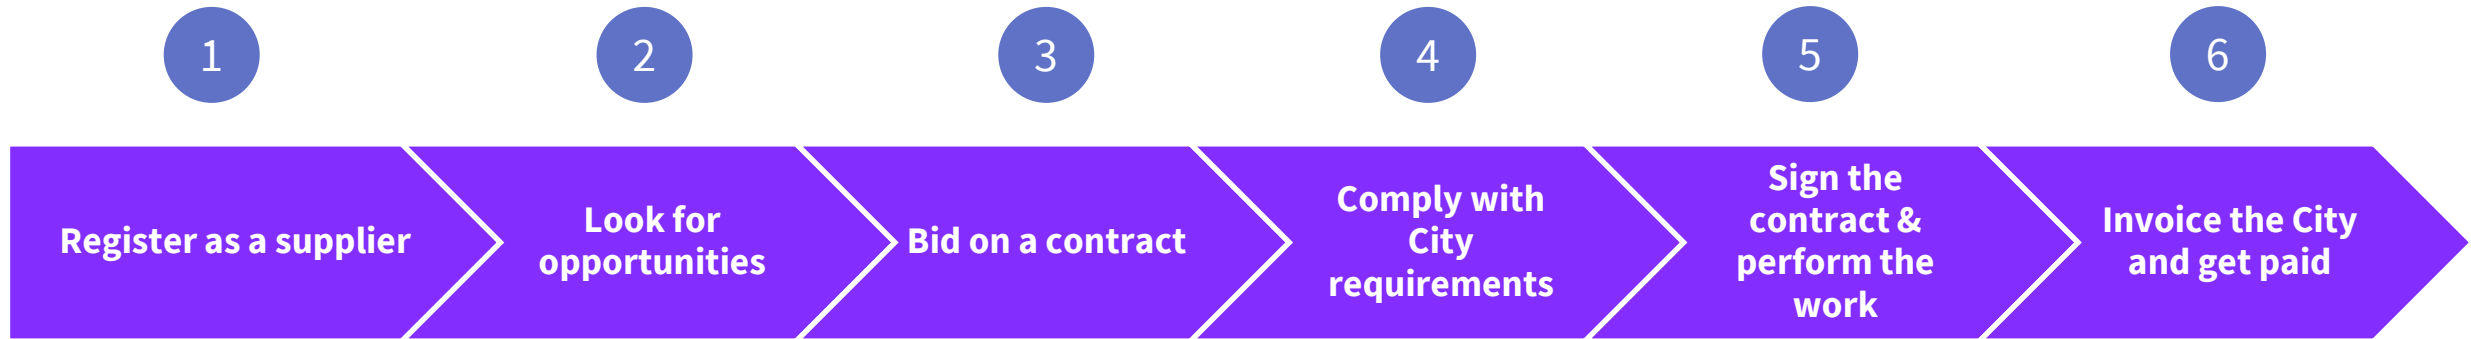 1
2
3
4
5
6
Register as a supplier
Look for
opportunities
Bid on a contract
Comply with
City
requirements
Sign the
contract &
perform the
work
Invoice the City
and get paid